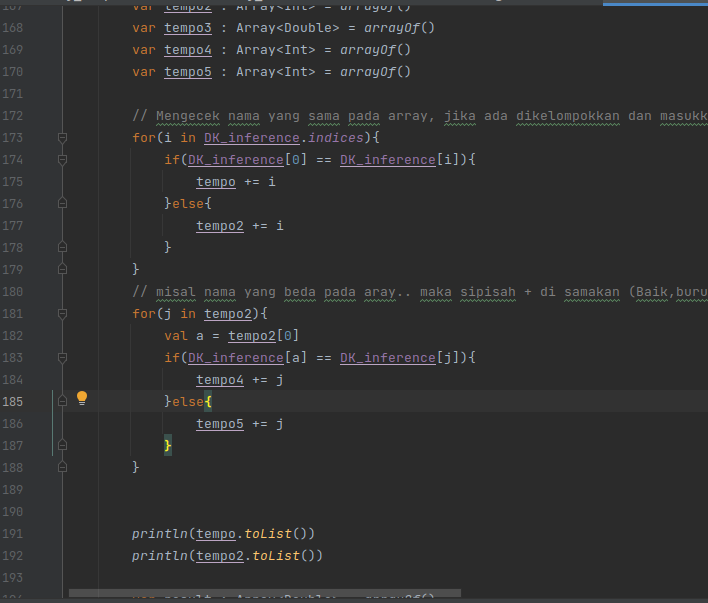 167 var tempo2 : Array<Int> = arrayOf()
168 var tempo3 : Array<Double> = arrayOf()
169 var tempo4 : Array<Int> = arrayOf()
170 var tempo5 : Array<Int> = arrayOf()
171
172 // Mengecek nama yang sama pada array, jika ada dikelompokkan dan masukk
173 for(i in DK_inference.indices){
174 if(DK_inference[0] == DK_inference[i]){
175 tempo += i
176 }else{
177 tempo2 += i
178 }
179 }
180 // misal nama yang beda pada aray.. maka sipisah + di samakan (Baik,buru
181 for(j in tempo2){
182 val a = tempo2[0]
183 if(DK_inference[a] == DK_inference[j]){
184 tempo4 += j
185 }else{
186 tempo5 += j
187 }
188 }
189
190
191 println(tempo.toList())
192 println(tempo2.toList())
193
194 var result : Array<Double> = arrayOf()